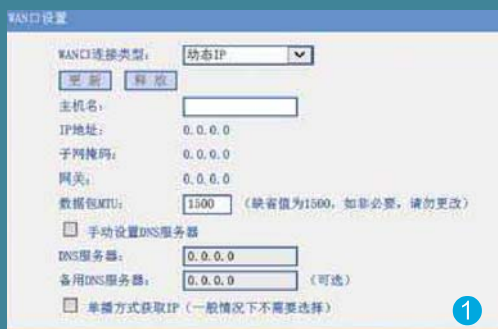 WAN口设置
WAN口连接类型： 动态IP
更 新 释 放
主机名：
IP地址： 0.0.0.0
子网掩码： 0.0.0.0
网关： 0.0.0.0
数据包MTU： 1500 （缺省值为1500，如非必要，请勿更改）
手动设置DNS服务器
DNS服务器： 0.0.0.0
备用DNS服务器： 0.0.0.0 （可选）
单播方式获取IP（一般情况下不需要选择）
1